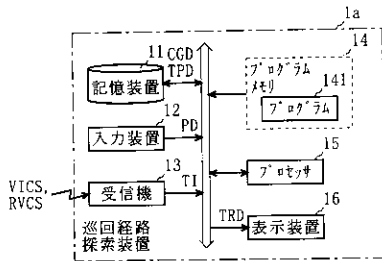 1a
11
CGD
TPD
記憶装置
14
プログラム
メモリ
141
プログラム
12
入力装置
PD
13
受信機
TI
VICS,
RVCS
15
プロセッサ
16
TRD
表示装置
巡回経路
探索装置